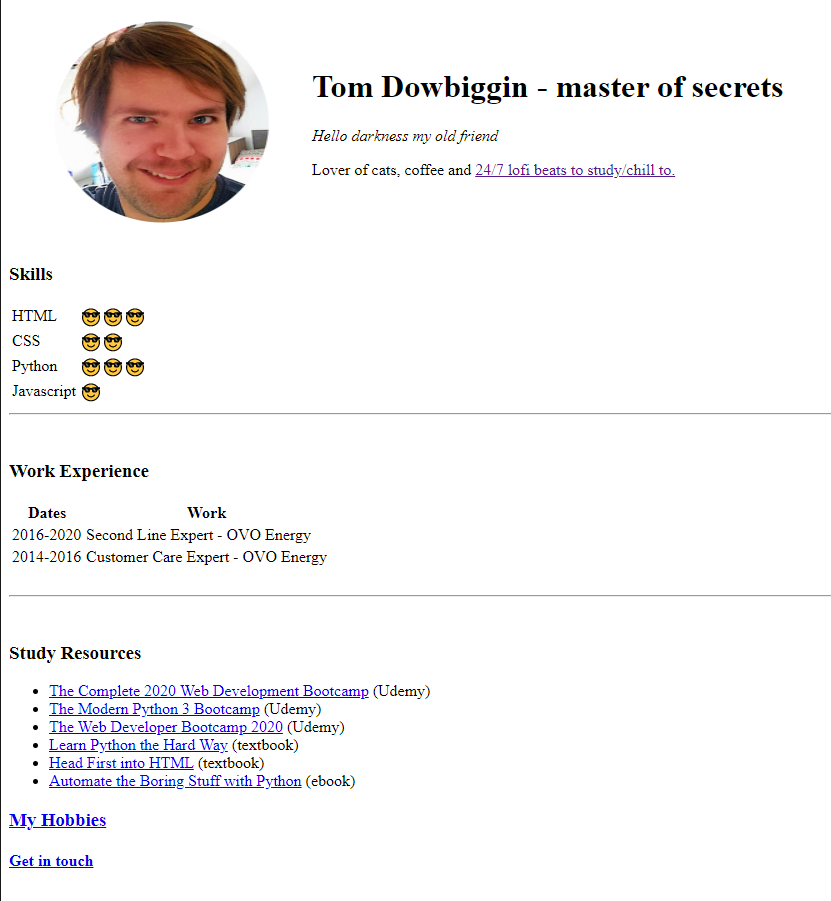 Tom Dowbiggin - master of secrets
Hello darkness my old friend
Lover of cats, coffee and 24/7 lofi beats to study/chill to.
Skills
HTML 😎😎😎
CSS 😎😎
Python 😎😎😎
Javascript 😎
Work Experience
Dates Work
2016-2020 Second Line Expert - OVO Energy
2014-2016 Customer Care Expert - OVO Energy
Study Resources
The Complete 2020 Web Development Bootcamp (Udemy)
The Modern Python 3 Bootcamp (Udemy)
The Web Developer Bootcamp 2020 (Udemy)
Learn Python the Hard Way (textbook)
Head First into HTML (textbook)
Automate the Boring Stuff with Python (ebook)
My Hobbies
Get in touch